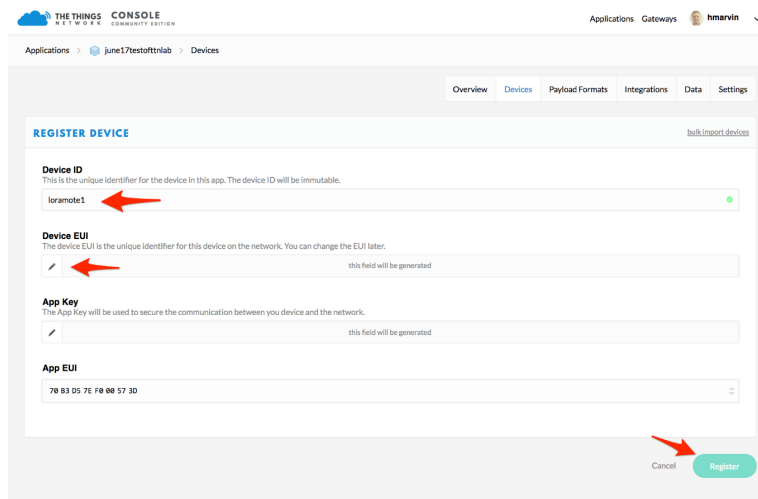 THE THINGS NETWORK CONSOLE COMMUNITY EDITION
Applications Gateways hmarvin
Applications > june17testofttnlab > Devices
Overview Devices Payload Formats Integrations Data Settings
REGISTER DEVICE bulk import devices
Device ID
This is the unique identifier for the device in this app. The device ID will be immutable.
loramote1
Device EUI
The device EUI is the unique identifier for this device on the network. You can change the EUI later.
this field will be generated
App Key
The App Key will be used to secure the communication between you device and the network.
this field will be generated
App EUI
70 B3 D5 7E F0 00 57 3D
Cancel Register